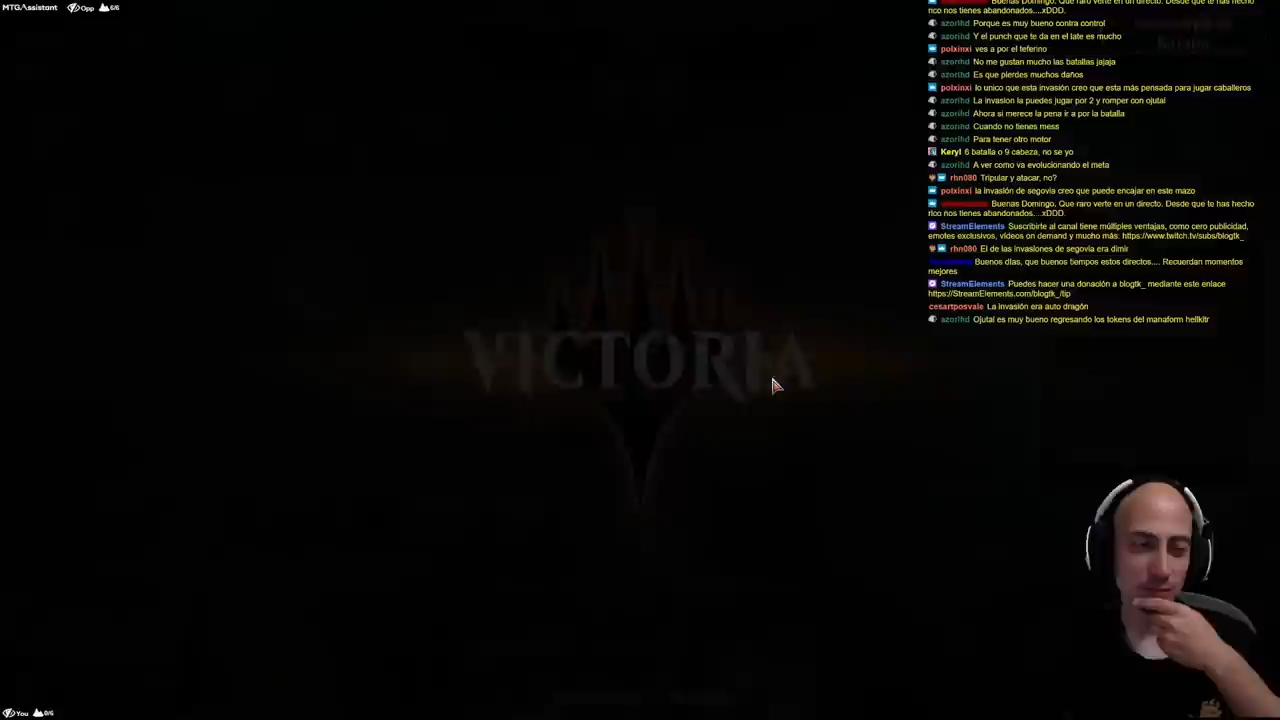 MTGAssistant Opp 6/6
Buenas Domingo. Que raro verte en un directo. Desde que te has hecho
rico nos tienes abandonados....xDDD.
azorihd Porque es muy bueno contra control
azorihd Y el punch que te da en el late es mucho
polxinxi ves a por el teferino
azorihd No me gustan mucho las batallas jajaja
azorihd Es que pierdes muchos daños
polxinxi lo unico que esta invasión creo que esta más pensada para jugar caballeros
azorihd La invasion la puedes jugar por 2 y romper con ojutai
azorihd Ahora si merece la pena ir a por la batalla
azorihd Cuando no tienes mess
azorihd Para tener otro motor
Keryl 6 batalla o 9 cabeza, no se yo
azorihd A ver como va evolucionando el meta
rhn080 Tripular y atacar, no?
polxinxi la invasión de segovia creo que puede encajar en este mazo
Buenas Domingo. Que raro verte en un directo. Desde que te has hecho
rico nos tienes abandonados....xDDD.
StreamElements Suscribirte al canal tiene múltiples ventajas, como cero publicidad,
emotes exclusivos, vídeos on demand y mucho más. https://www.twitch.tv/subs/blogtk_
rhn080 El de las invasiones de segovia era dimir
Buenos días, que buenos tiempos estos directos.... Recuerdan momentos
mejores
StreamElements Puedes hacer una donación a blogtk_ mediante este enlace
https://StreamElements.com/blogtk_/tip
cesartposvale La invasión era auto dragón
azorihd Ojutai es muy bueno regresando los tokens del manaform hellkitr
VICTORIA
You 0/6